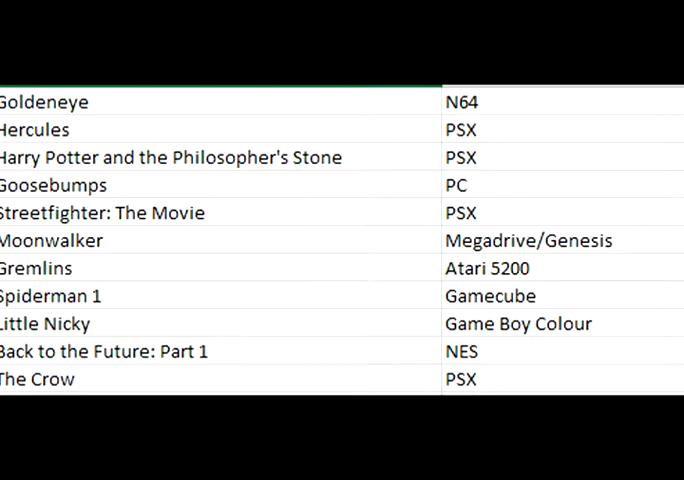 Goldeneye N64
Hercules PSX
Harry Potter and the Philosopher's Stone PSX
Goosebumps PC
Streetfighter: The Movie PSX
Moonwalker Megadrive/Genesis
Gremlins Atari 5200
Spiderman 1 Gamecube
Little Nicky Game Boy Colour
Back to the Future: Part 1 NES
The Crow PSX